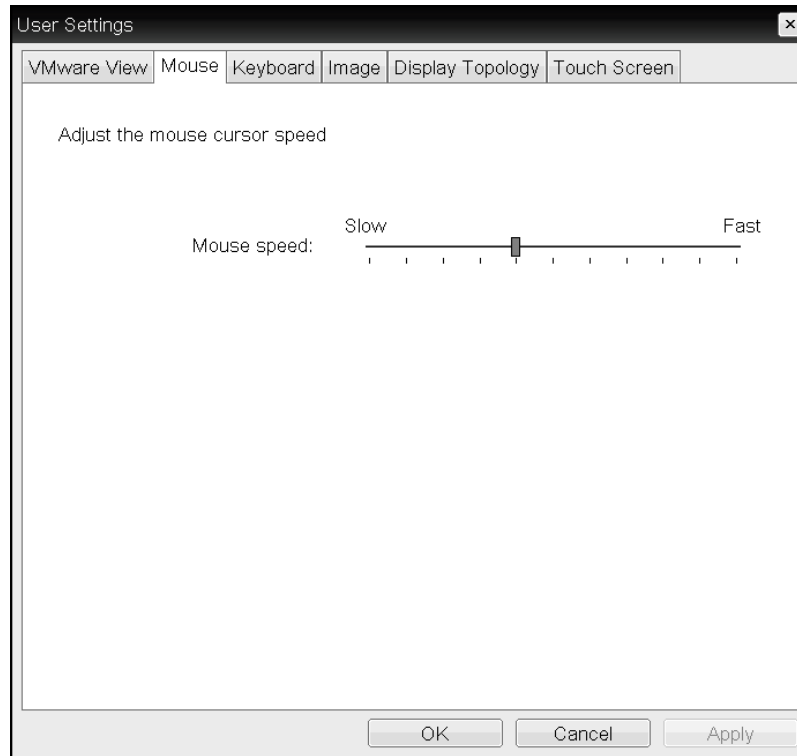 User Settings
VMware View Mouse Keyboard Image Display Topology Touch Screen
Adjust the mouse cursor speed
Slow Fast
Mouse speed:
OK Cancel Apply